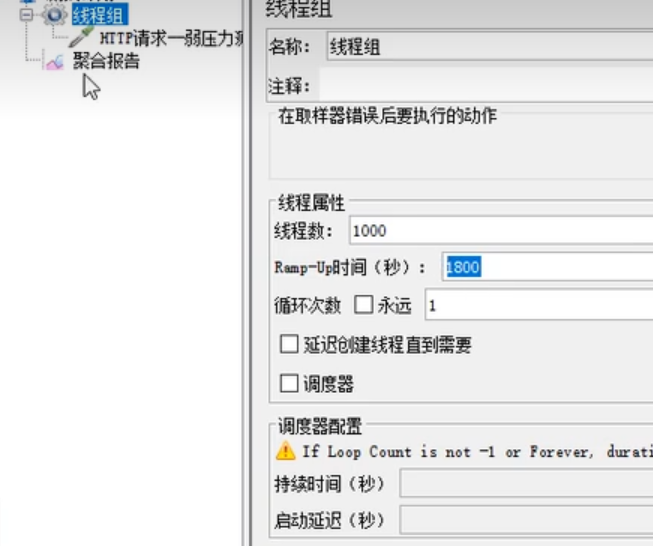 线程组
HTTP请求一弱压力测
聚合报告
线程组
名称： 线程组
注释：
在取样器错误后要执行的动作
线程属性
线程数： 1000
Ramp-Up时间（秒）： 1800
循环次数 永远 1
延迟创建线程直到需要
调度器
调度器配置
If Loop Count is not -1 or Forever, durati
持续时间（秒）
启动延迟（秒）